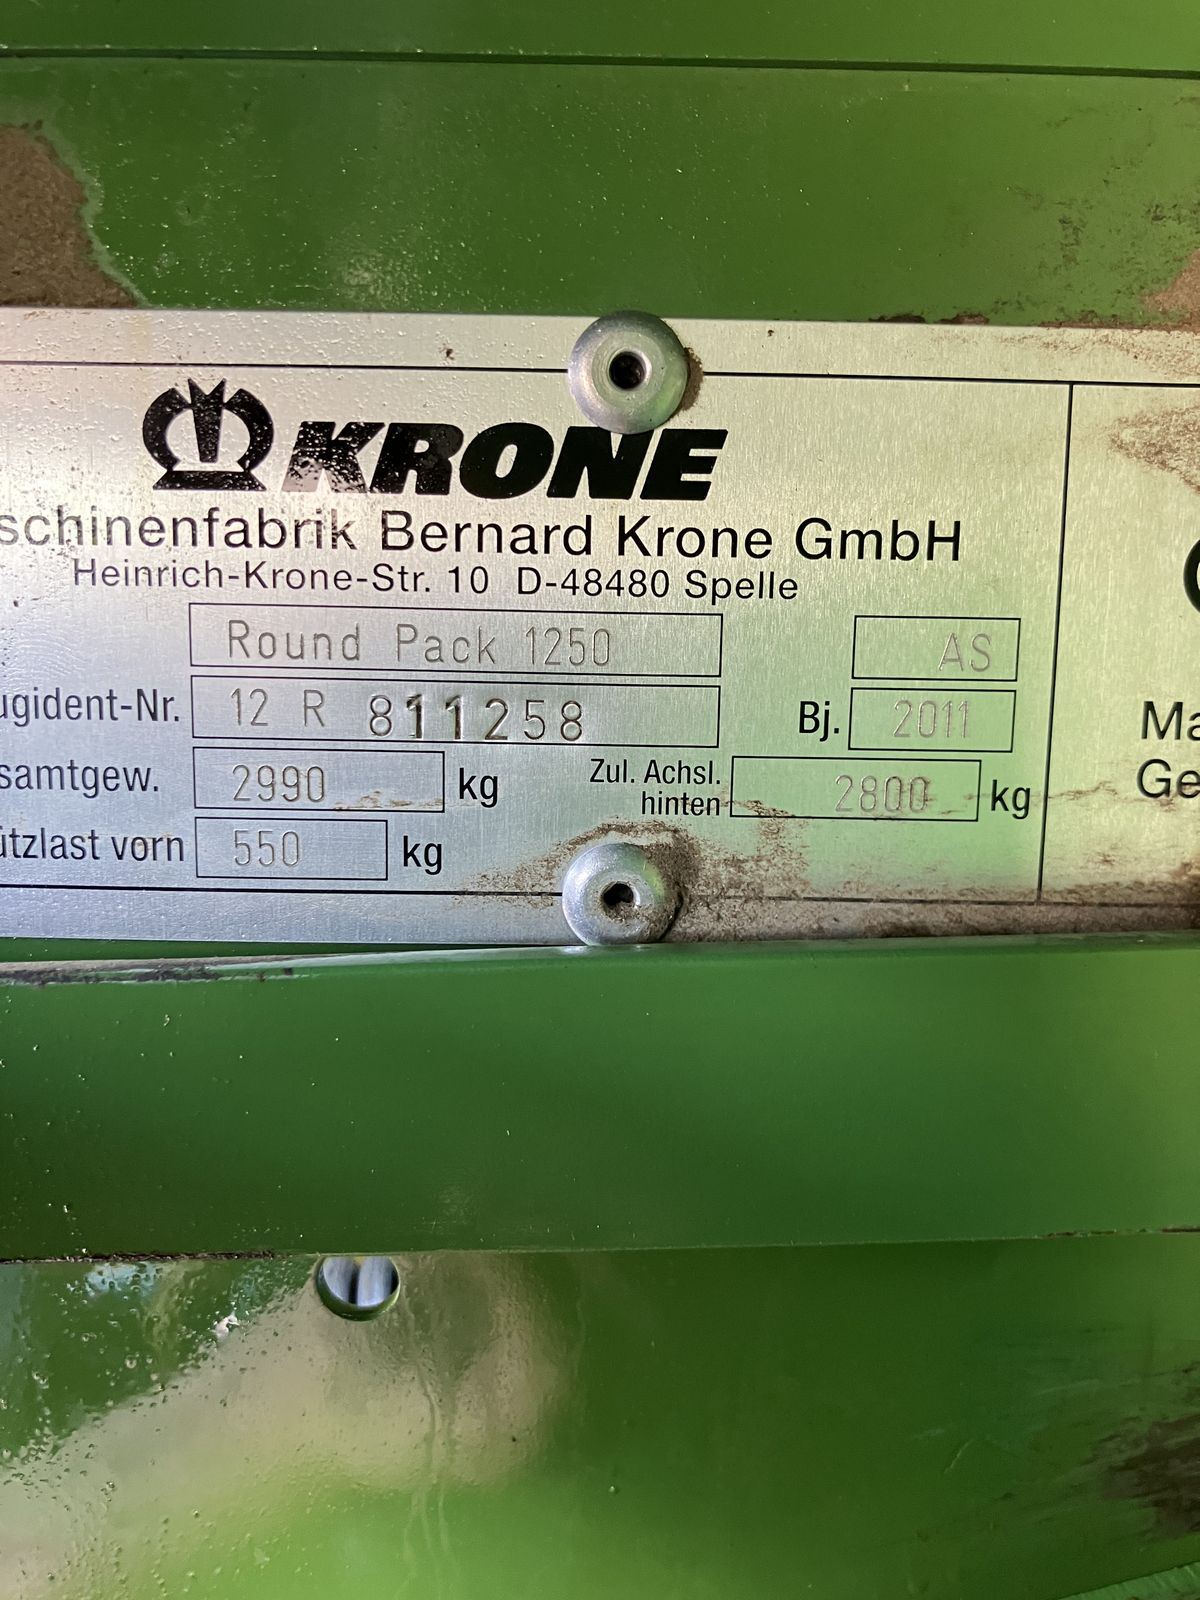 KRONE
schinenfabrik Bernard Krone GmbH
Heinrich-Krone-Str. 10 D-48480 Spelle
Round Pack 1250 AS
ugident-Nr. 12 R 811258 Bj. 2011
samtgew. 2990 kg Zul. Achsl. hinten 2800 kg
ützlast vorn 550 kg
Ma
Ge